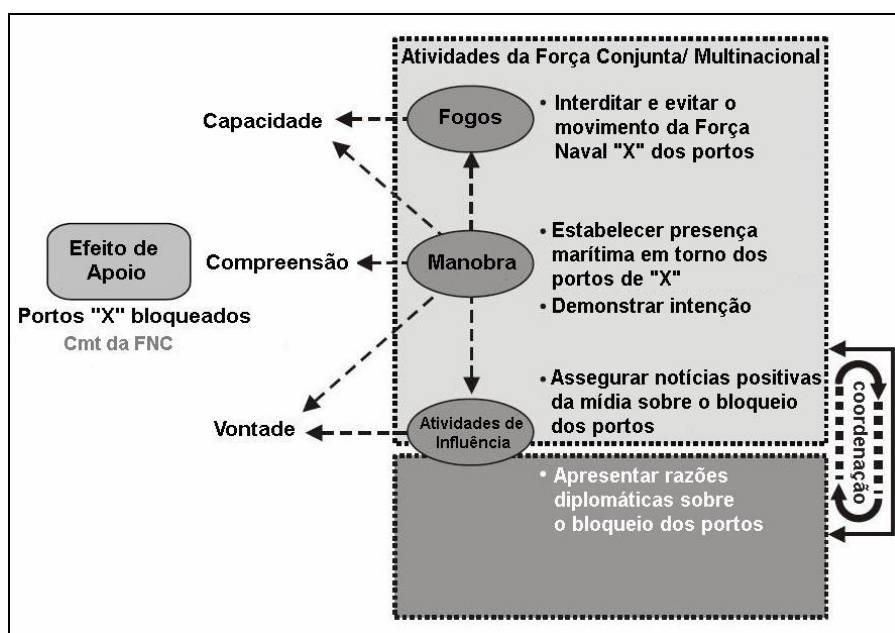 Atividades da Força Conjunta/ Multinacional
Fogos
• Interditar e evitar o
movimento da Força
Naval "X" dos portos
Capacidade
Efeito de
Apoio
Portos "X" bloqueados
Cmt da FNC
Compreensão
Manobra
• Estabelecer presença
marítima em torno dos
portos de "X"
• Demonstrar intenção
Vontade
Atividades de
Influência
• Assegurar notícias positivas
da mídia sobre o bloqueio
dos portos
• Apresentar razões
diplomáticas sobre
o bloqueio dos portos
coordenação